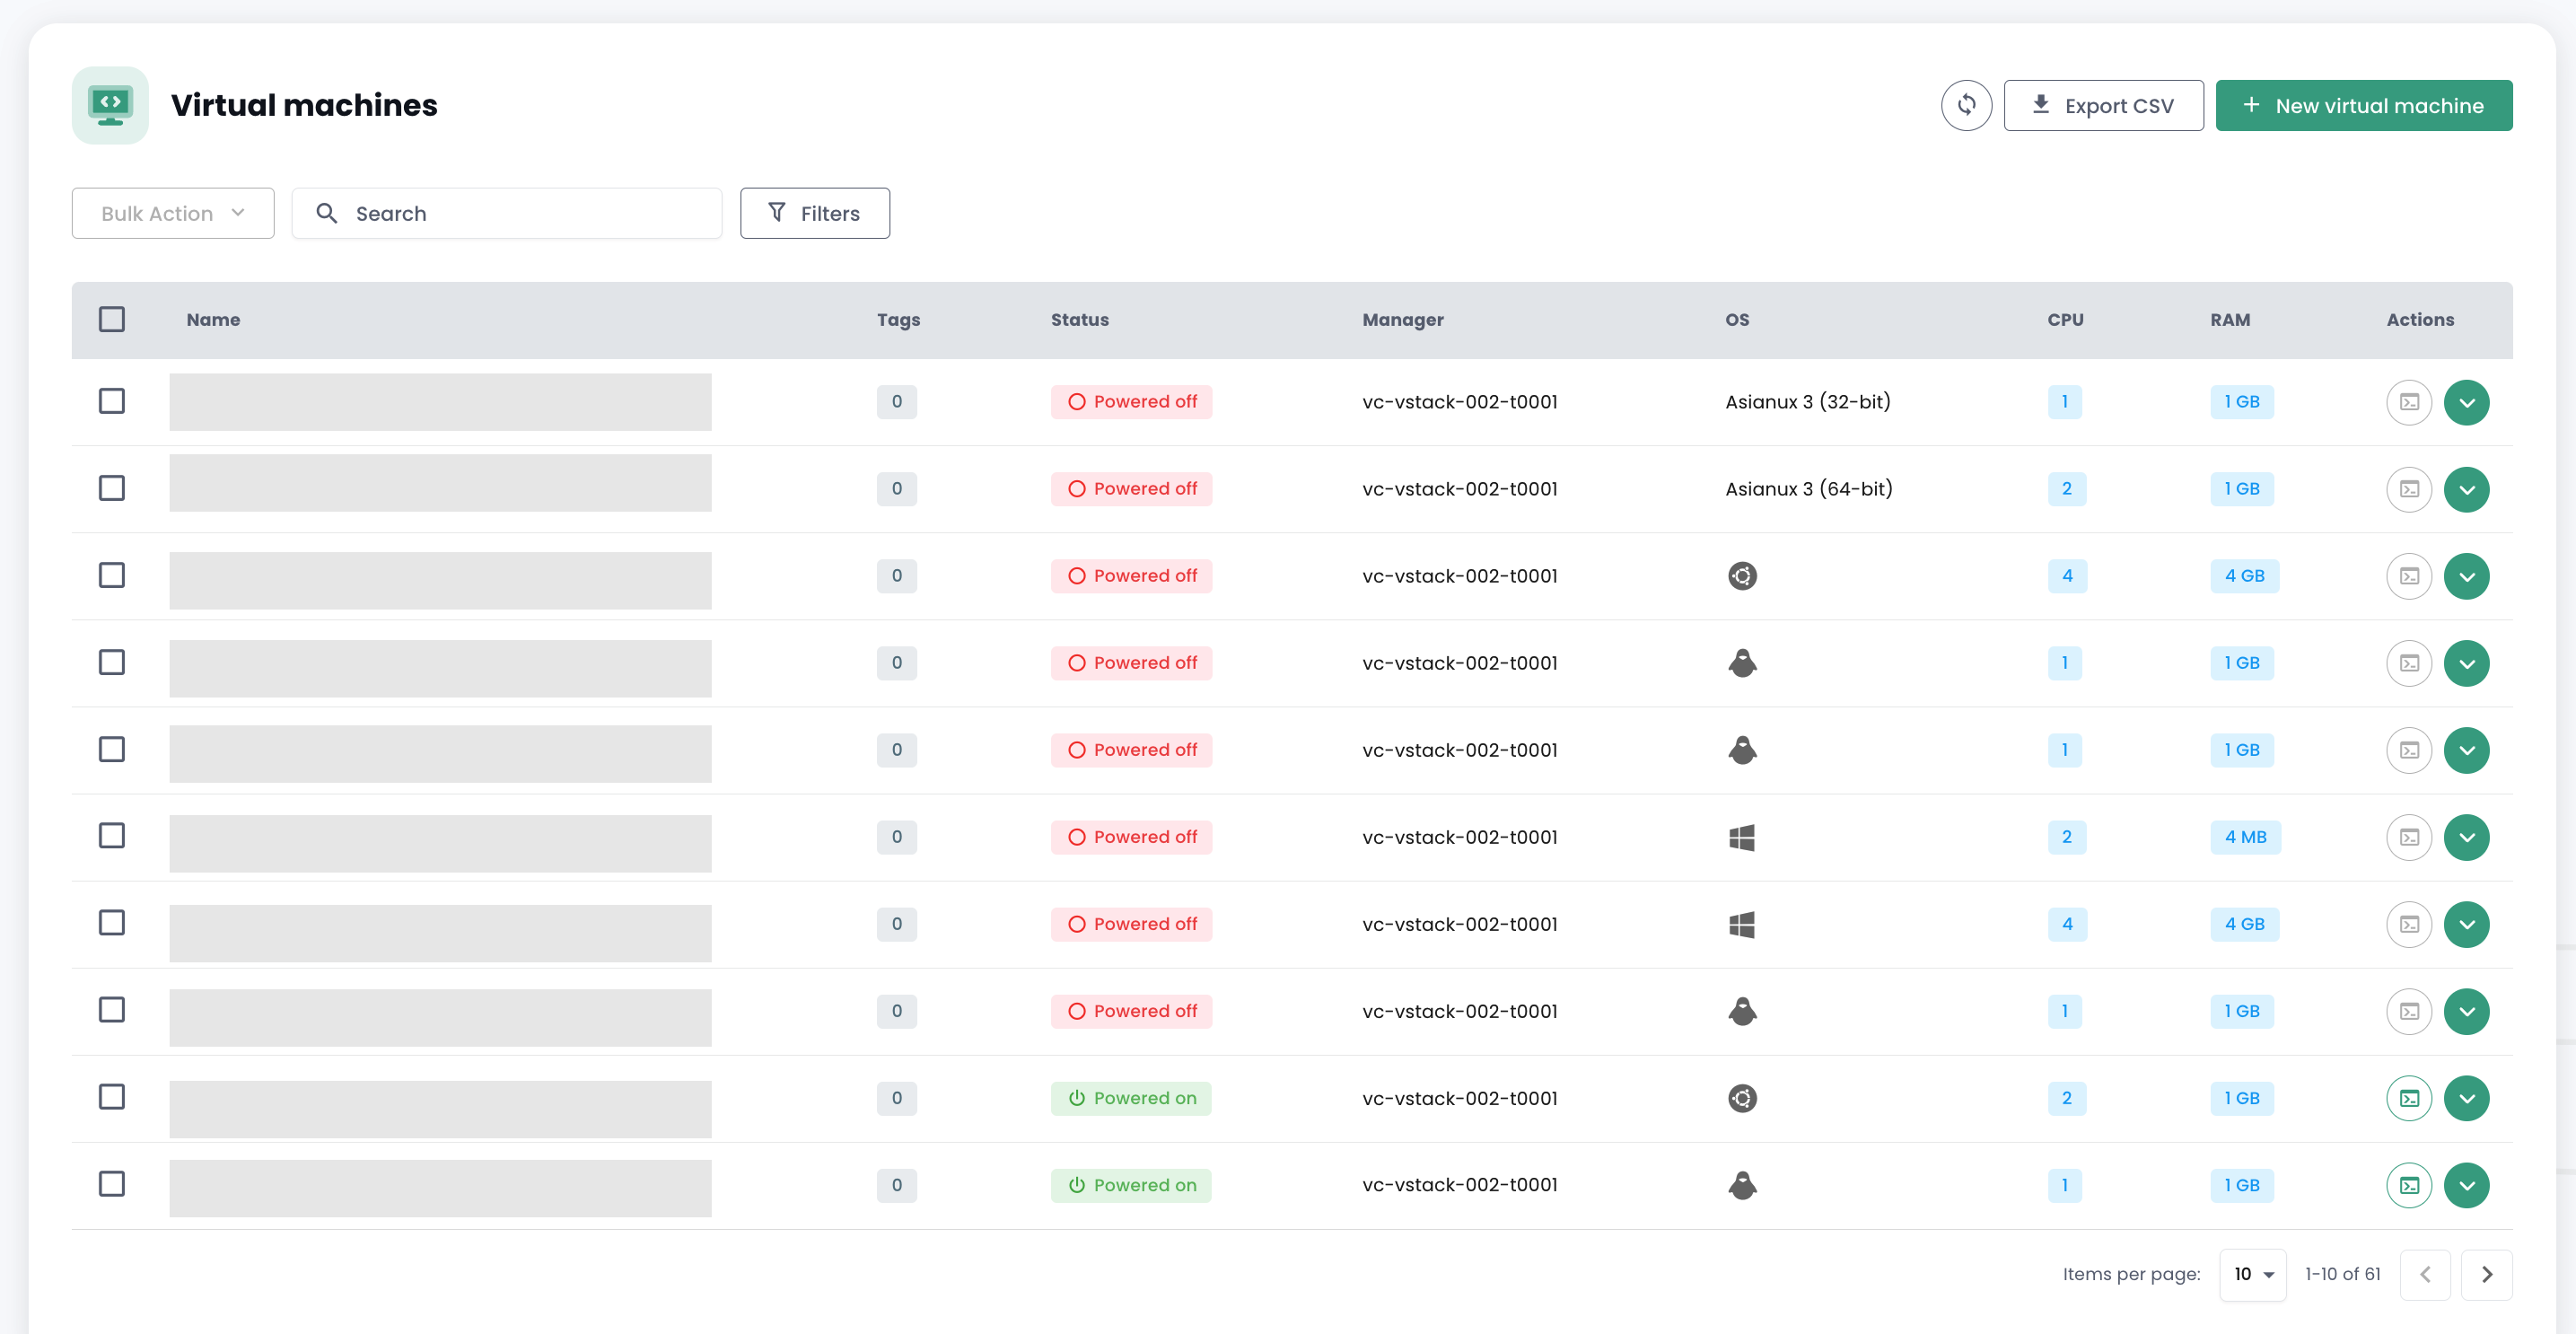 Virtual machines
Export CSV
+ New virtual machine
Bulk Action
Search
Filters
Name Tags Status Manager OS CPU RAM Actions
0 Powered off vc-vstack-002-t0001 Asianux 3 (32-bit) 1 1 GB
0 Powered off vc-vstack-002-t0001 Asianux 3 (64-bit) 2 1 GB
0 Powered off vc-vstack-002-t0001 4 4 GB
0 Powered off vc-vstack-002-t0001 1 1 GB
0 Powered off vc-vstack-002-t0001 1 1 GB
0 Powered off vc-vstack-002-t0001 2 4 MB
0 Powered off vc-vstack-002-t0001 4 4 GB
0 Powered off vc-vstack-002-t0001 1 1 GB
0 Powered on vc-vstack-002-t0001 2 1 GB
0 Powered on vc-vstack-002-t0001 1 1 GB
Items per page: 10 1-10 of 61